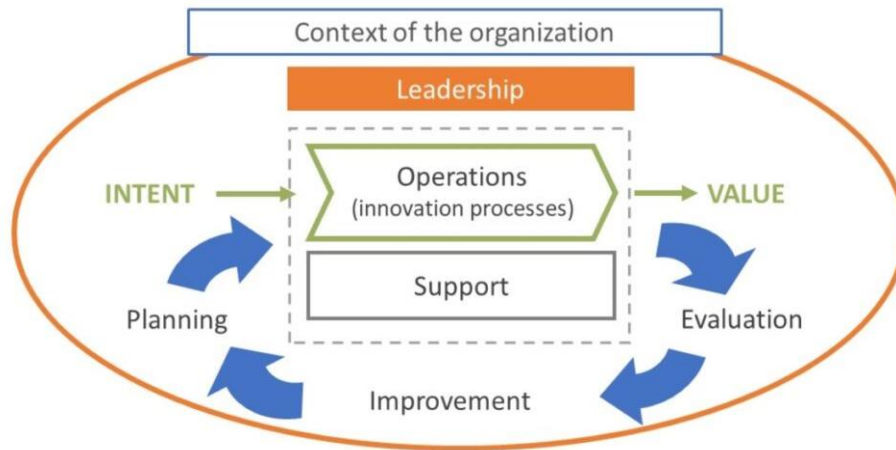 Context of the organization
Leadership
Operations
(innovation processes)
INTENT
VALUE
Support
Planning
Evaluation
Improvement